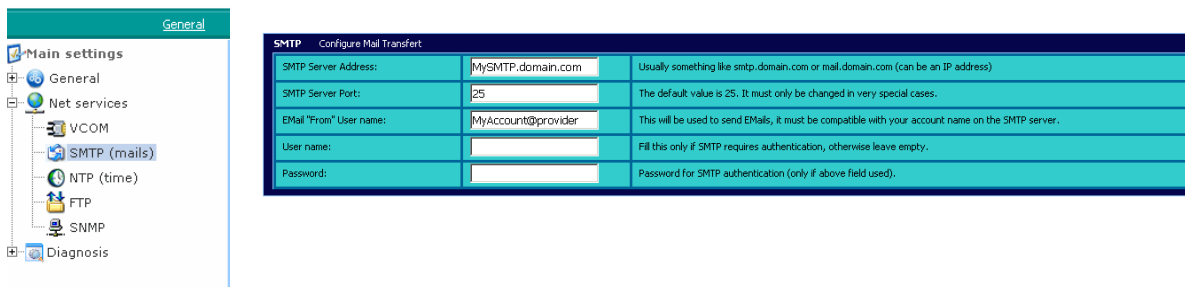 General
Main settings
General
Net services
VCOM
SMTP (mails)
NTP (time)
FTP
SNMP
Diagnosis
SMTP Configure Mail Transfert
SMTP Server Address: MySMTP.domain.com Usually something like smtp.domain.com or mail.domain.com (can be an IP address)
SMTP Server Port: 25 The default value is 25. It must only be changed in very special cases.
EMail "From" User name: MyAccount@provider This will be used to send EMails, it must be compatible with your account name on the SMTP server.
User name: Fill this only if SMTP requires authentication, otherwise leave empty.
Password: Password for SMTP authentication (only if above field used).